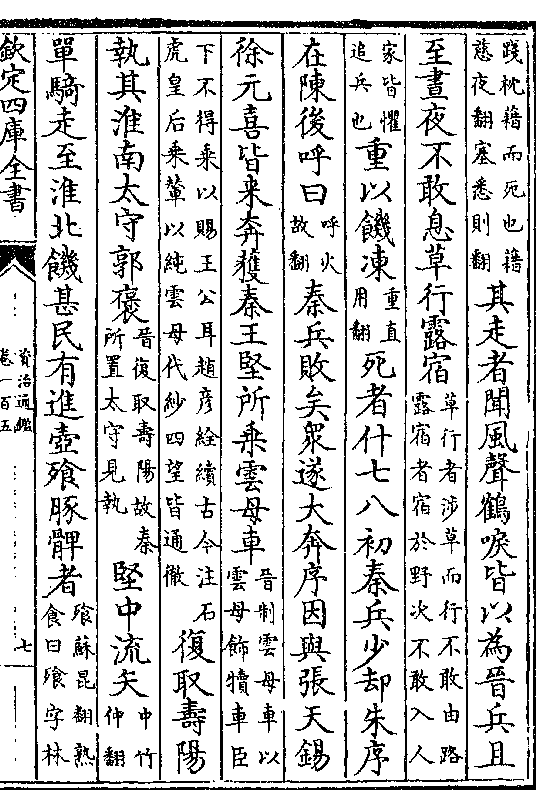 踐枕藉而死也藉慈夜翻塞悉則翻其走者聞風聲鶴唳皆以為晉兵且
至晝夜不敢息草行露宿草行者涉草而行不敢由路露宿者宿於野次不敢入人
家皆懼追兵也重以饑凍重直用翻死者什七八初秦兵少却朱序
在陳後呼曰呼火故翻秦兵敗矣衆遂大奔序因與張天錫
徐元喜皆来奔獲秦王堅所乗雲母車晉制雲母車以雲母飾犢車臣
下不得乗以賜王公耳趙彦絟續古今注石虎皇后乗輦以純雲母代紗四望皆通徹復取壽陽
執其淮南太守郭褒晉復取壽陽故秦所置太守見執堅中流矢中竹仲翻
單騎走至淮北饑甚民有進壺飱豚髀者飱蘇昆翻熟食曰飱字林
欽定四庫全書
資治通鑑
卷一百五
七